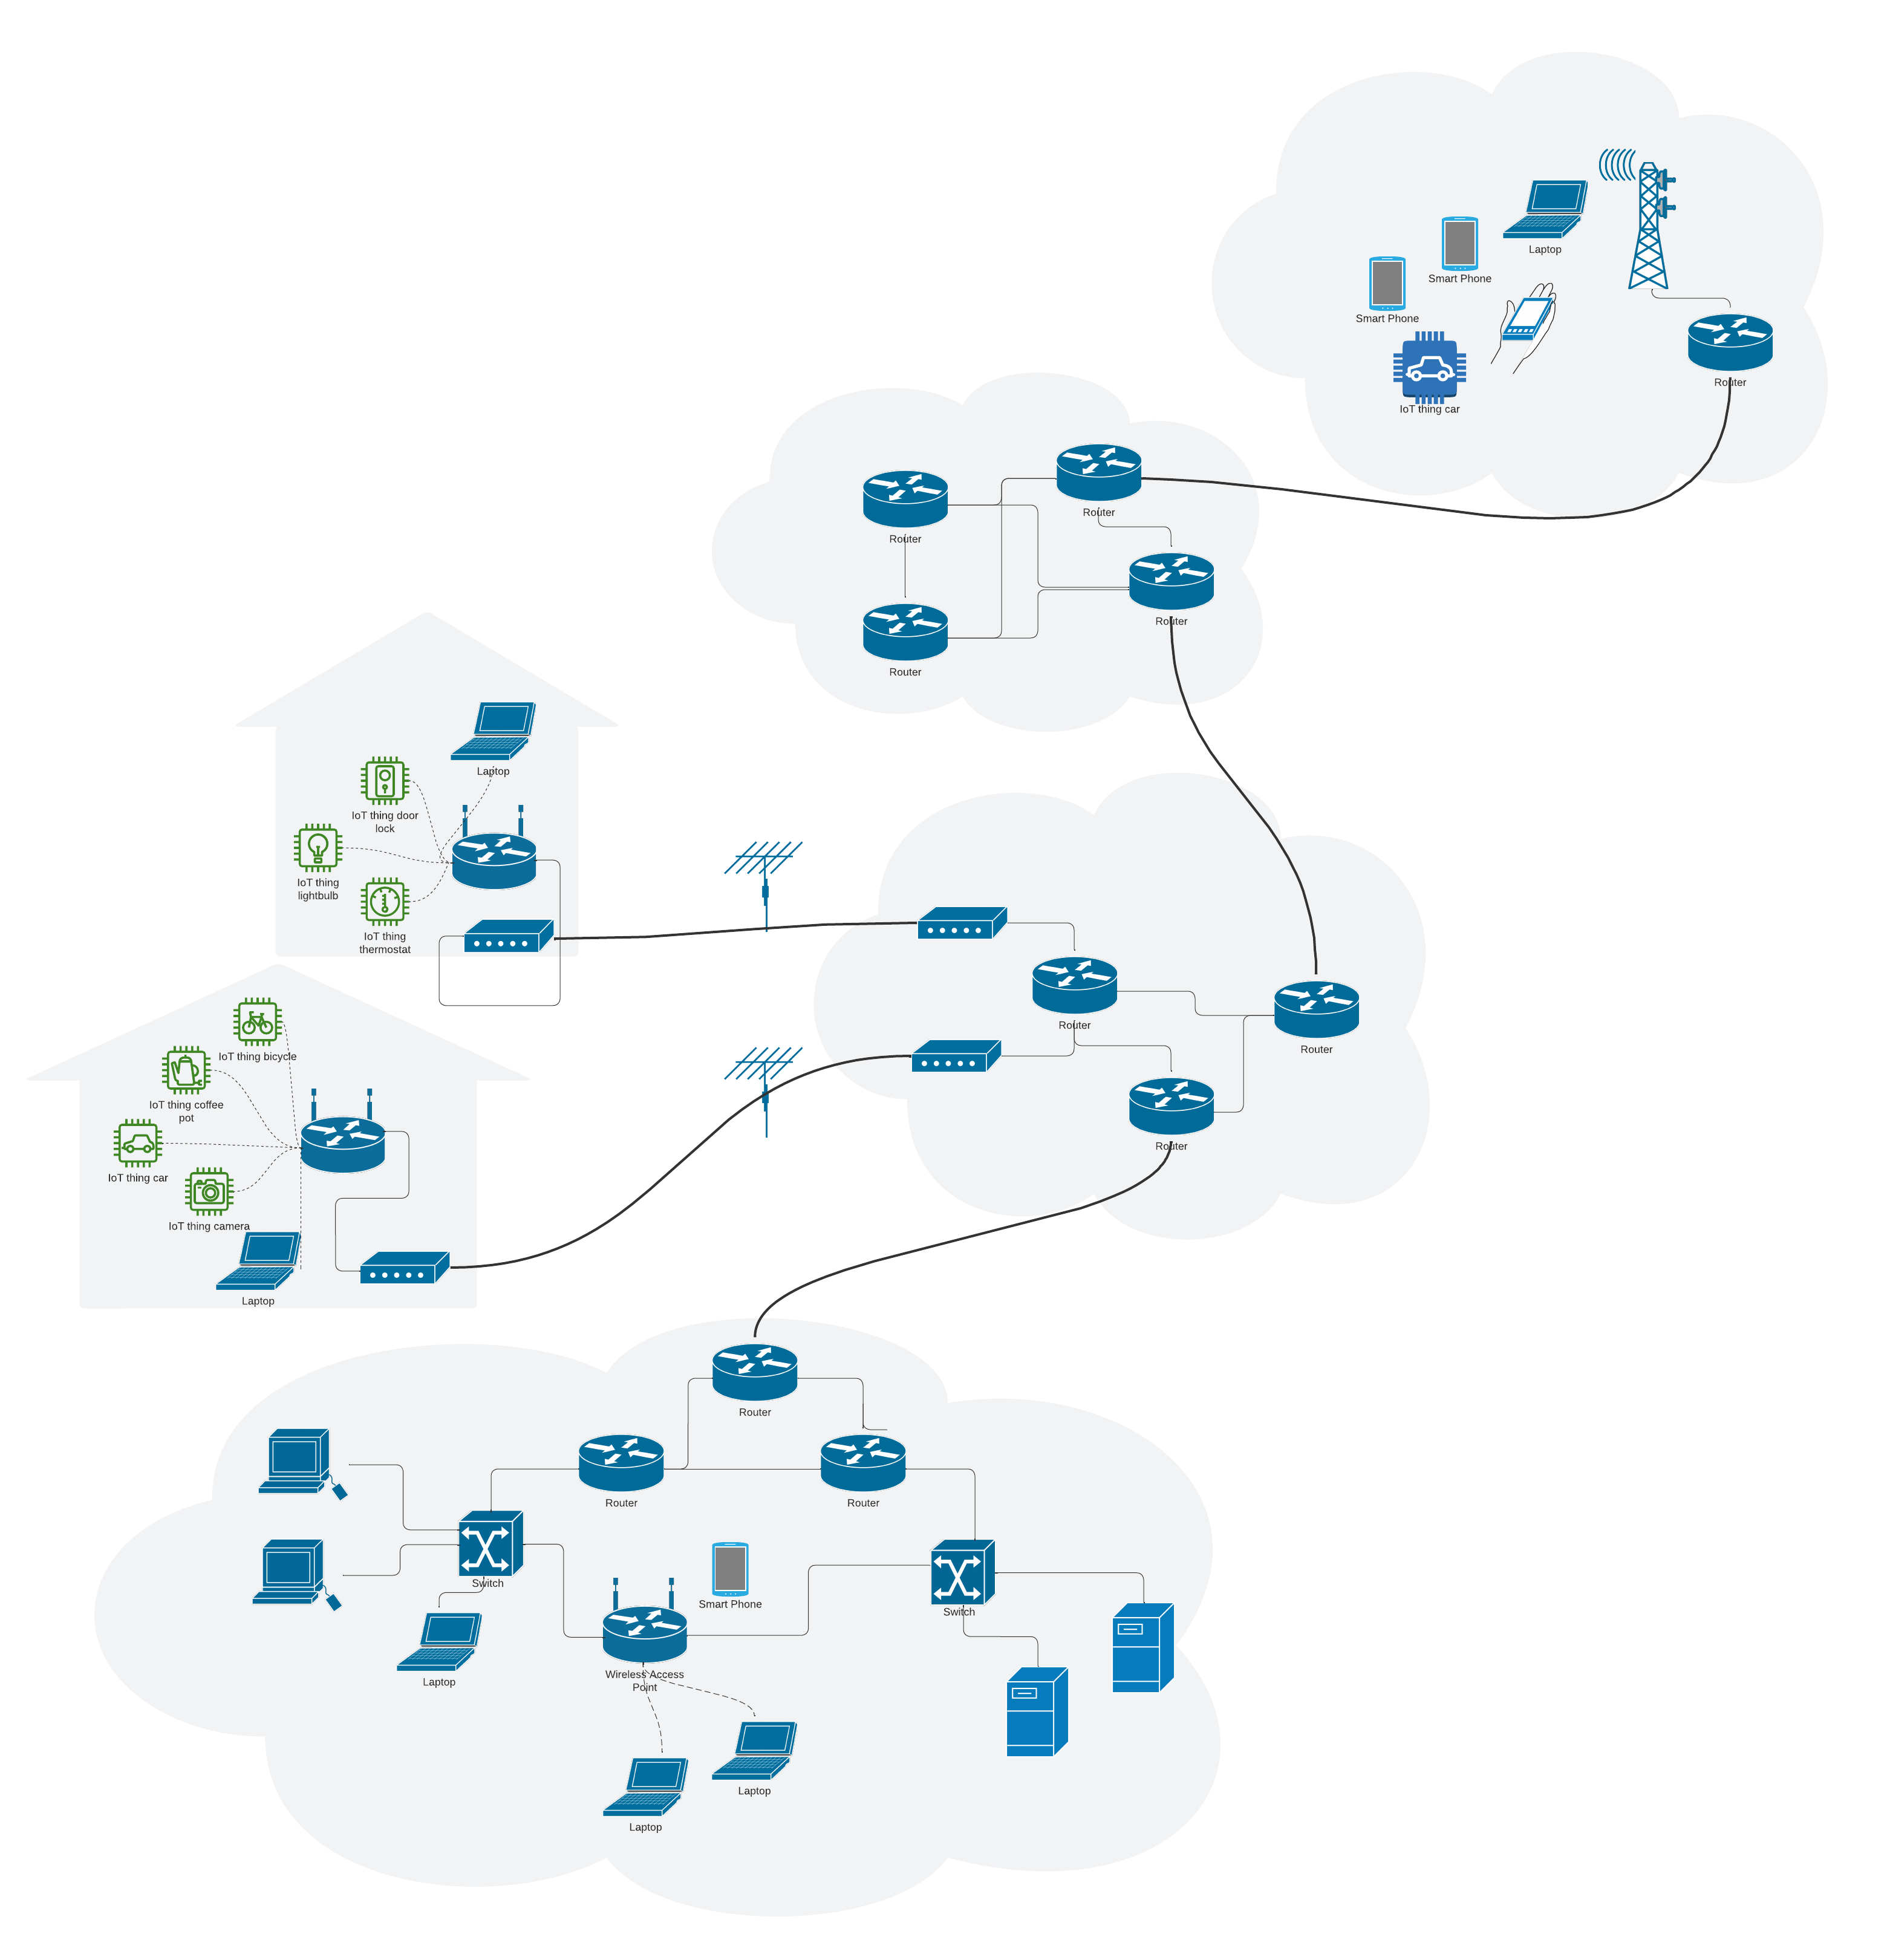 Laptop
Smart Phone
Smart Phone
IoT thing car
Router
Router
Router
Router
Router
Laptop
IoT thing door
lock
IoT thing
lightbulb
IoT thing
thermostat
IoT thing bicycle
IoT thing coffee
pot
IoT thing car
IoT thing camera
Laptop
Router
Router
Router
Router
Router
Router
Switch
Smart Phone
Switch
Wireless Access
Point
Laptop
Laptop
Laptop